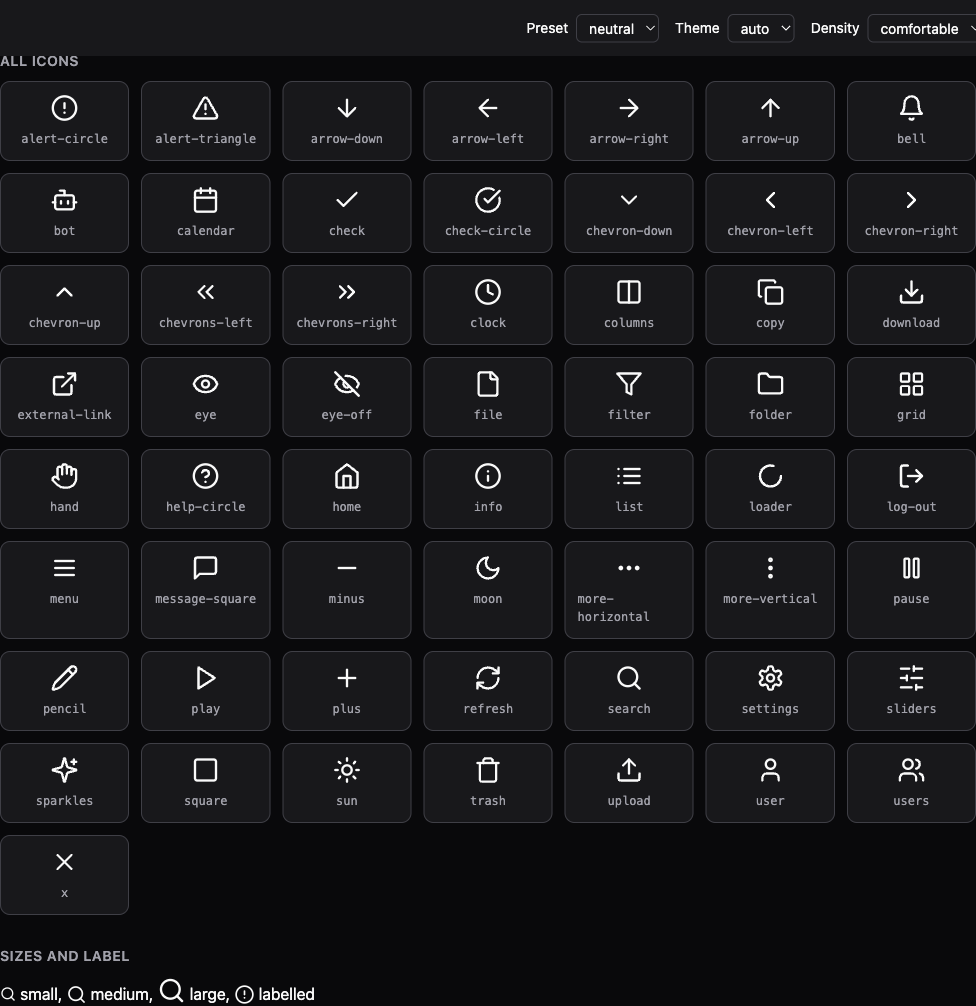 Preset neutral Theme auto Density comfortable
ALL ICONS
alert-circle alert-triangle arrow-down arrow-left arrow-right arrow-up bell
bot calendar check check-circle chevron-down chevron-left chevron-right
chevron-up chevrons-left chevrons-right clock columns copy download
external-link eye eye-off file filter folder grid
hand help-circle home info list loader log-out
menu message-square minus moon more-horizontal more-vertical pause
pencil play plus refresh search settings sliders
sparkles square sun trash upload user users
x
SIZES AND LABEL
small, medium, large, labelled